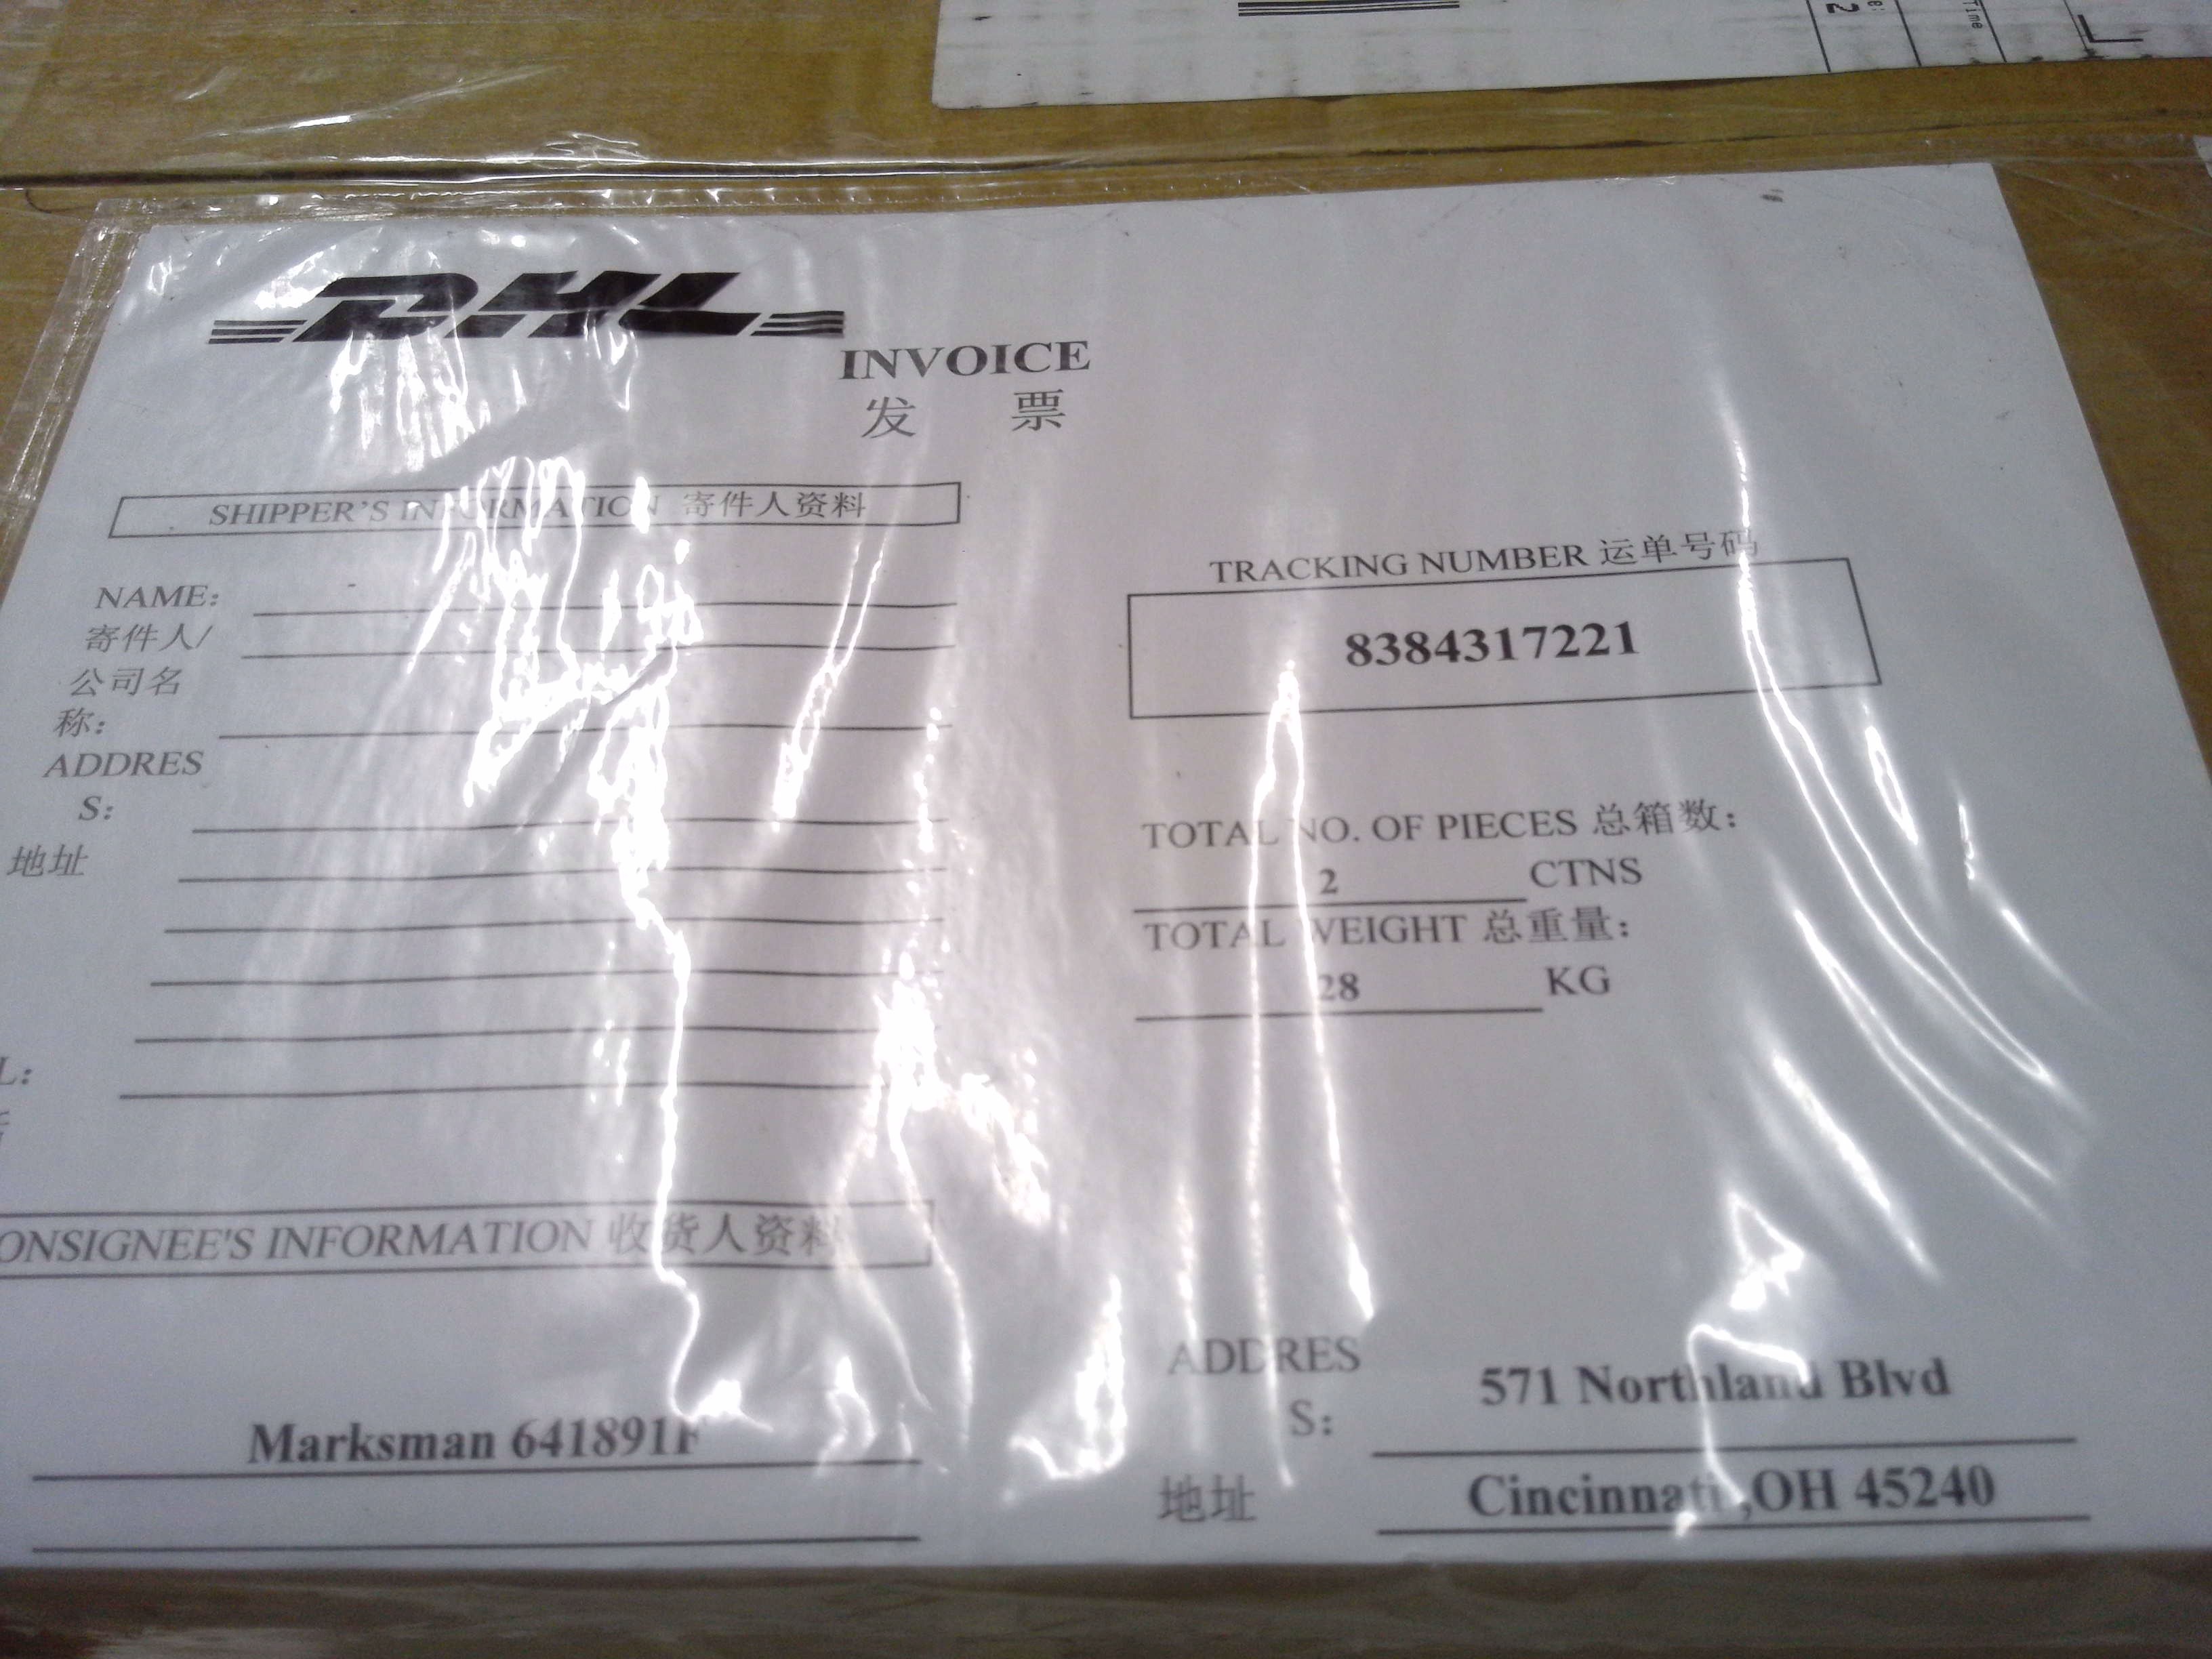 DHL
INVOICE
发 票
SHIPPER'S INFORMATION 寄件人资料
NAME:
寄件人/
公司名
称:
ADDRES
S:
地址
L:
TRACKING NUMBER 运单号码
8384317221
TOTAL NO. OF PIECES 总箱数:
2 CTNS
TOTAL WEIGHT 总重量:
28 KG
ONSIGNEE'S INFORMATION 收货人资料
Marksman 641891F
ADDRES
S:
地址
571 Northland Blvd
Cincinnati ,OH 45240
Time
e:
2